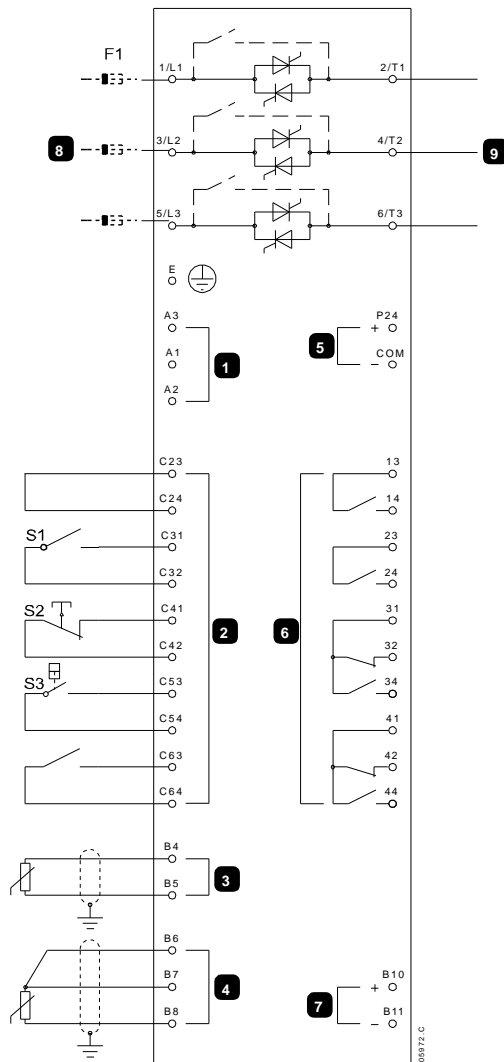 F1
1/L1
2/T1
8
3/L2
4/T2
9
5/L3
6/T3
E
A3
P24
1
5
+
A1
COM
−
A2
C23
13
C24
14
S1
C31
23
C32
24
S2
C41
31
2
6
C42
32
S3
C53
34
C54
41
C63
42
C64
44
B4
3
B5
B6
B7
4
B10
7
+
B8
B11
−
05972.C